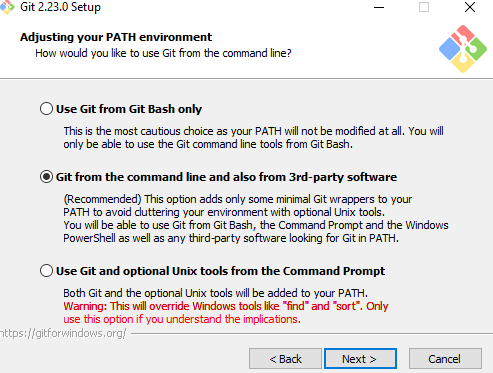 Git 2.23.0 Setup
Adjusting your PATH environment
How would you like to use Git from the command line?
Use Git from Git Bash only
This is the most cautious choice as your PATH will not be modified at all. You will
only be able to use the Git command line tools from Git Bash.
Git from the command line and also from 3rd-party software
(Recommended) This option adds only some minimal Git wrappers to your
PATH to avoid cluttering your environment with optional Unix tools.
You will be able to use Git from Git Bash, the Command Prompt and the Windows
PowerShell as well as any third-party software looking for Git in PATH.
Use Git and optional Unix tools from the Command Prompt
Both Git and the optional Unix tools will be added to your PATH.
Warning: This will override Windows tools like "find" and "sort". Only
use this option if you understand the implications.
https://gitforwindows.org/
< Back
Next >
Cancel